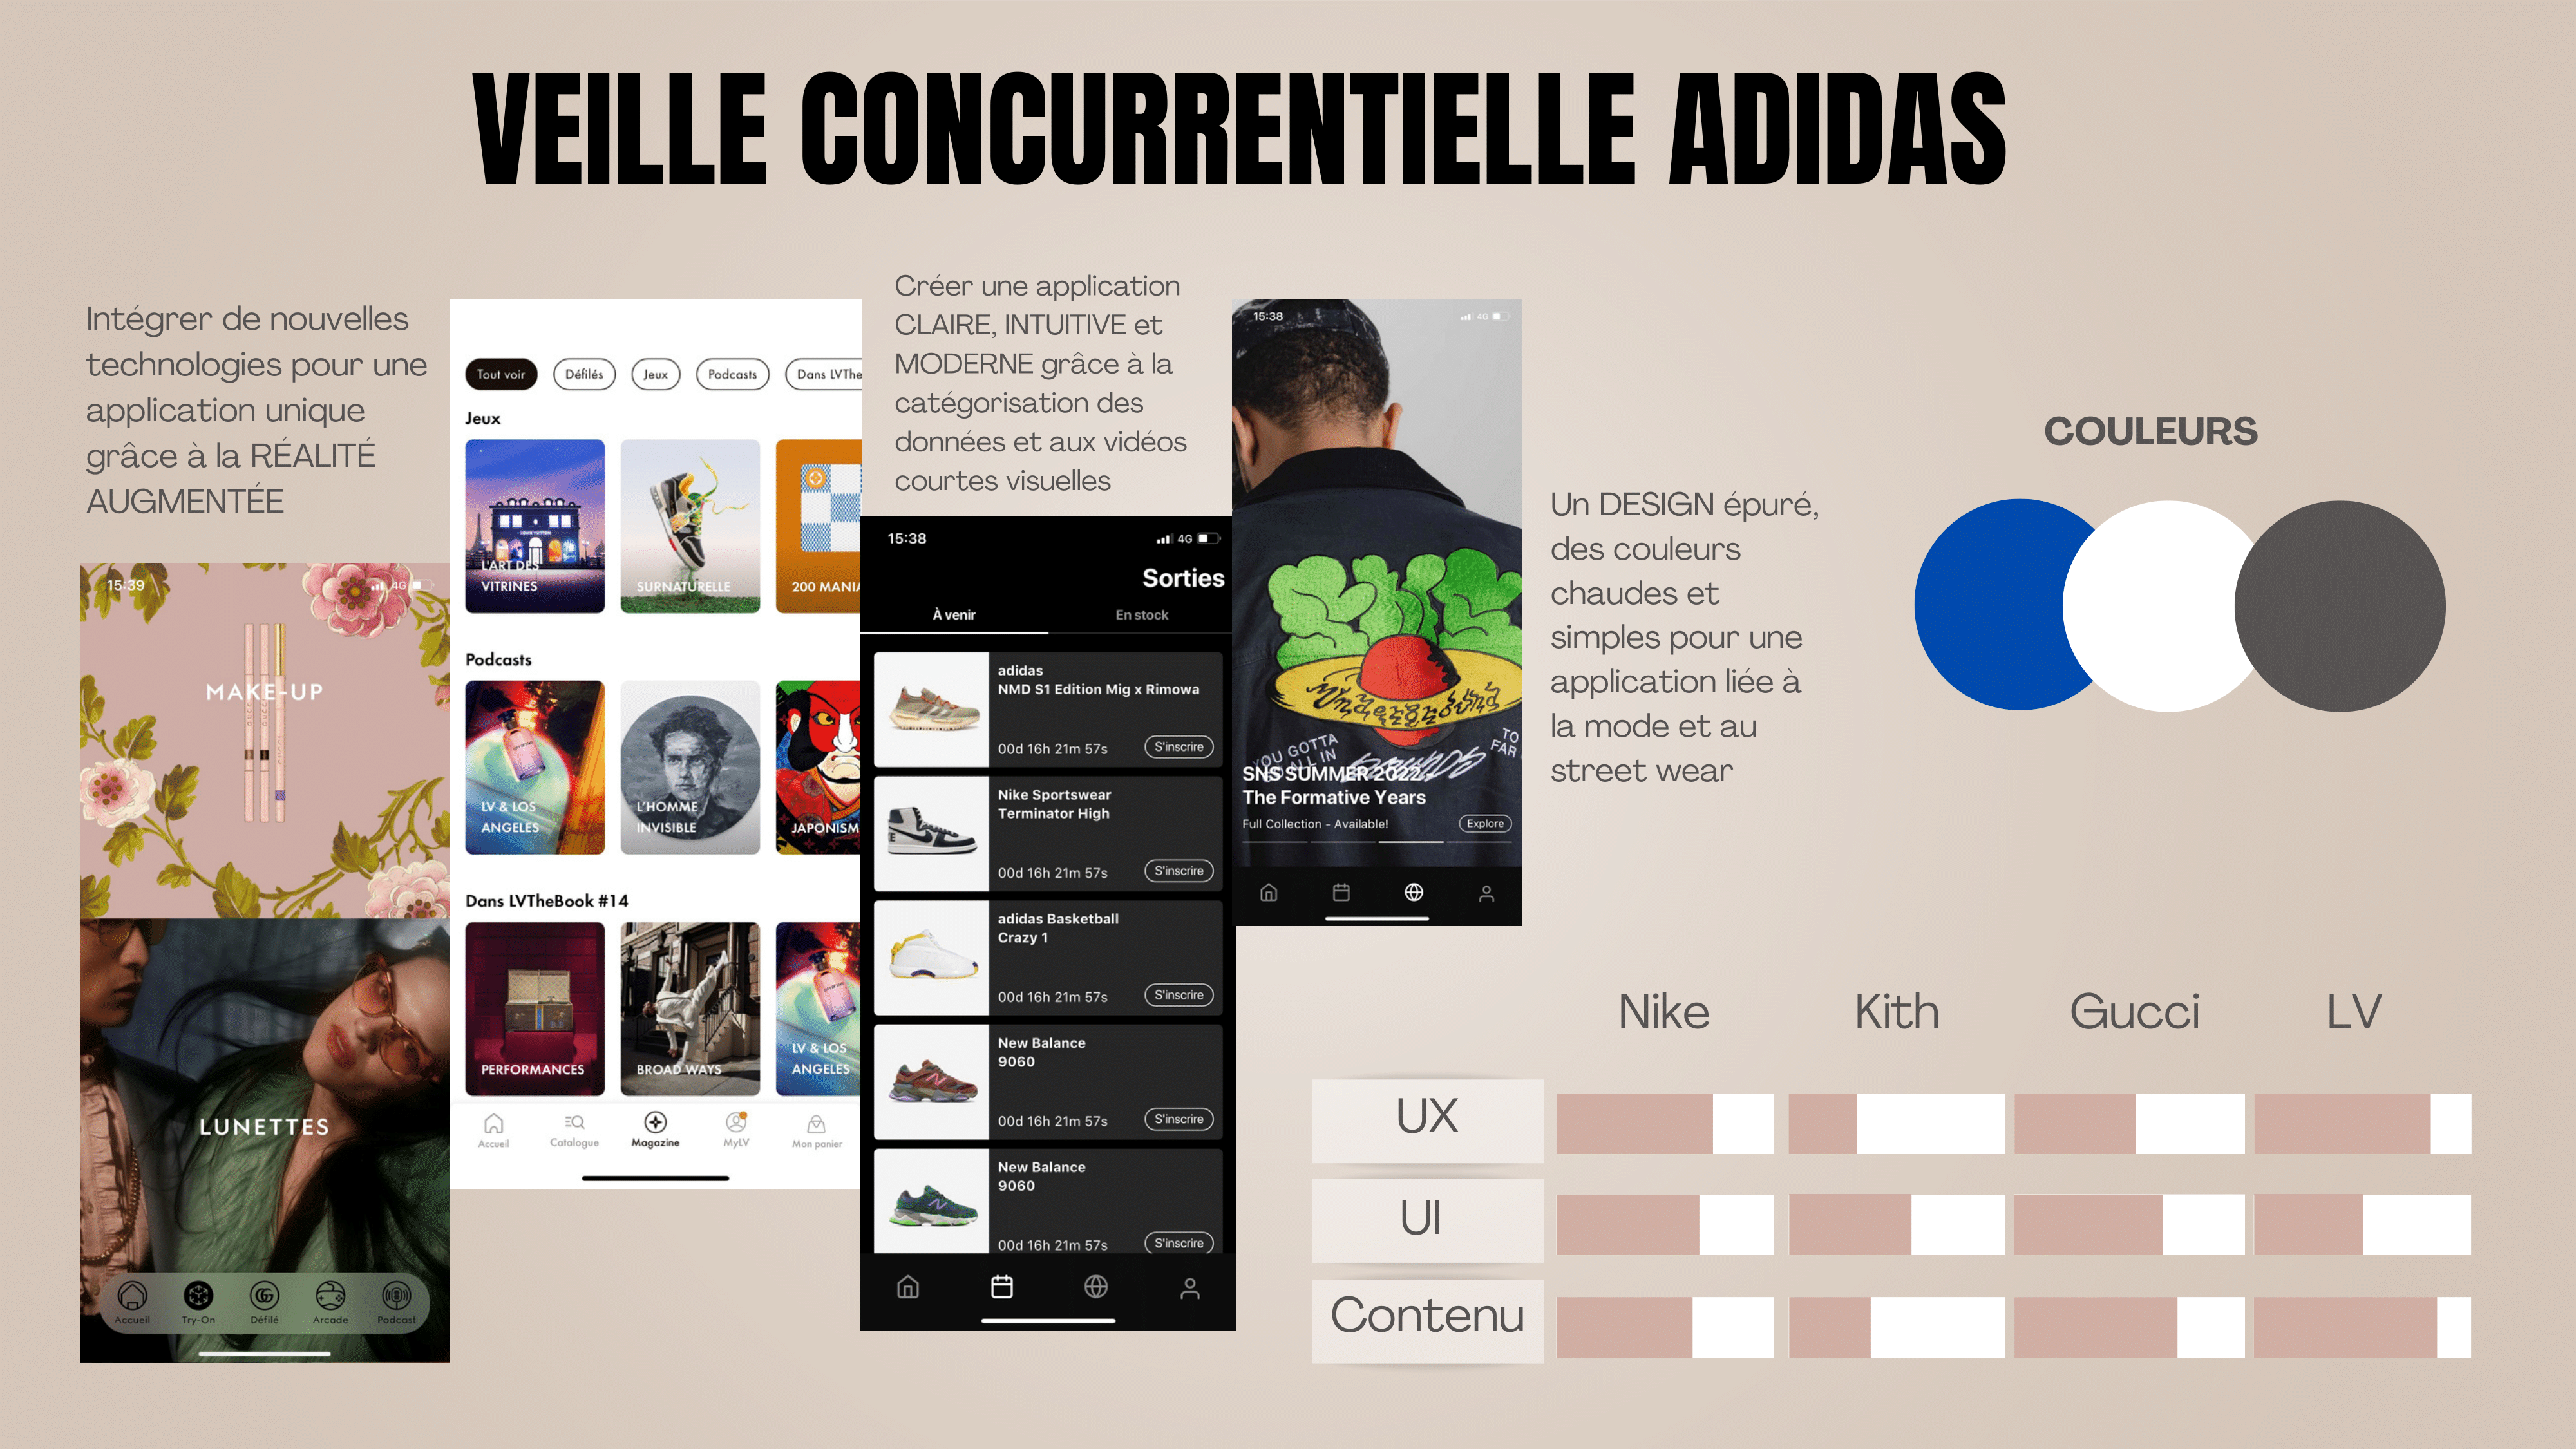 VEILLE CONCURRENTIELLE ADIDAS
Intégrer de nouvelles
technologies pour une
application unique
grâce à la RÉALITÉ
AUGMENTÉE
15:39
4G
MAKE-UP
LUNETTES
Accueil
Try-On
Défilé
Arcade
Podcast
Tout voir
Défilés
Jeux
Podcasts
Dans LVThe
Jeux
LOUIS VUITTON
L'ART DES
VITRINES
SURNATURELLE
200 MANIA
Podcasts
LV & LOS
ANGELES
L'HOMME
INVISIBLE
JAPONISM
Dans LVTheBook #14
PERFORMANCES
BROAD WAYS
LV & LOS
ANGELES
Accueil
Catalogue
Magazine
MyLV
Mon panier
Créer une application
CLAIRE, INTUITIVE et
MODERNE grâce à la
catégorisation des
données et aux vidéos
courtes visuelles
15:38
4G
Sorties
À venir
En stock
adidas
NMD S1 Edition Mig x Rimowa
00d 16h 21m 57s
S'inscrire
Nike Sportswear
Terminator High
00d 16h 21m 57s
S'inscrire
adidas Basketball
Crazy 1
00d 16h 21m 57s
S'inscrire
New Balance
9060
00d 16h 21m 57s
S'inscrire
New Balance
9060
00d 16h 21m 57s
S'inscrire
15:38
4G
YOU GOTTA
ALL IN
TO
FAR
SNS SUMMER 2022.
The Formative Years
Full Collection - Available!
Explore
Un DESIGN épuré,
des couleurs
chaudes et
simples pour une
application liée à
la mode et au
street wear
COULEURS
Nike
Kith
Gucci
LV
UX
UI
Contenu